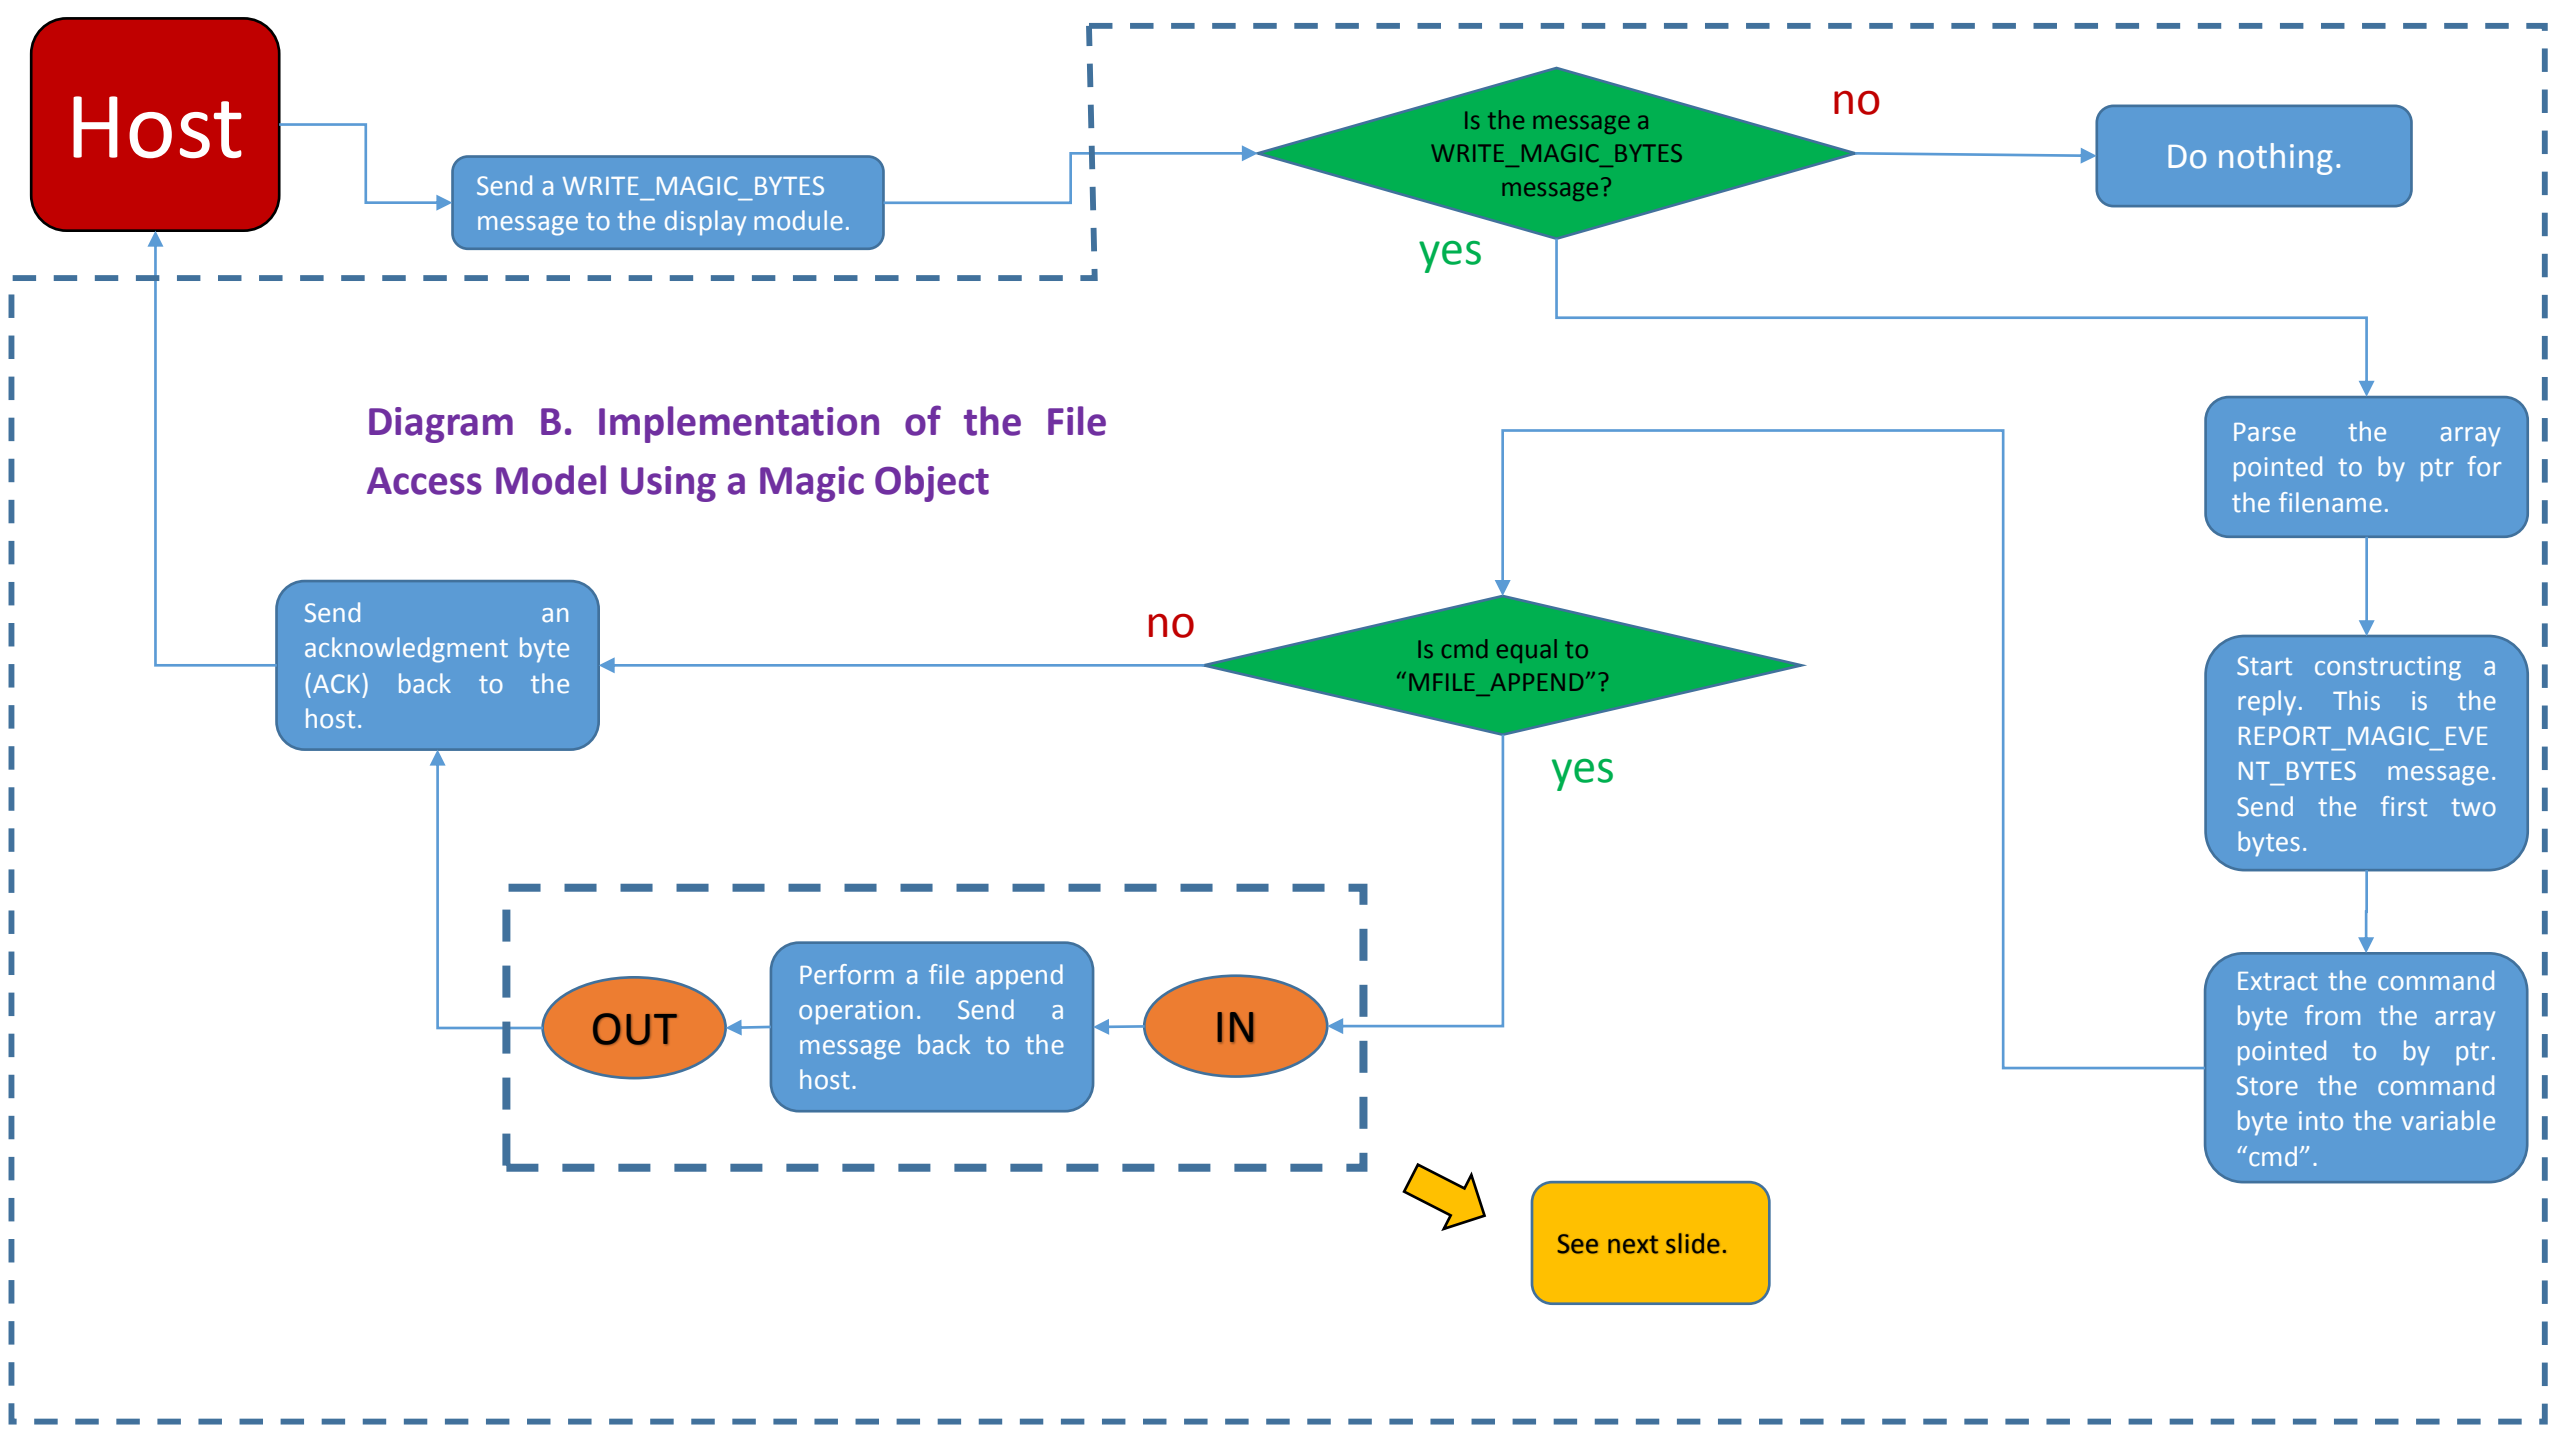 Host
Send a WRITE_MAGIC_BYTES
message to the display module.
Is the message a
WRITE_MAGIC_BYTES
message?
no
Do nothing.
yes
Parse the array
pointed to by ptr for
the filename.
Diagram B. Implementation of the File
Access Model Using a Magic Object
Start constructing a
reply. This is the
REPORT_MAGIC_EVE
NT_BYTES message.
Send the first two
bytes.
Extract the command
byte from the array
pointed to by ptr.
Store the command
byte into the variable
“cmd”.
Is cmd equal to
“MFILE_APPEND”?
no
yes
Send an
acknowledgment byte
(ACK) back to the
host.
IN
Perform a file append
operation. Send a
message back to the
host.
OUT
See next slide.